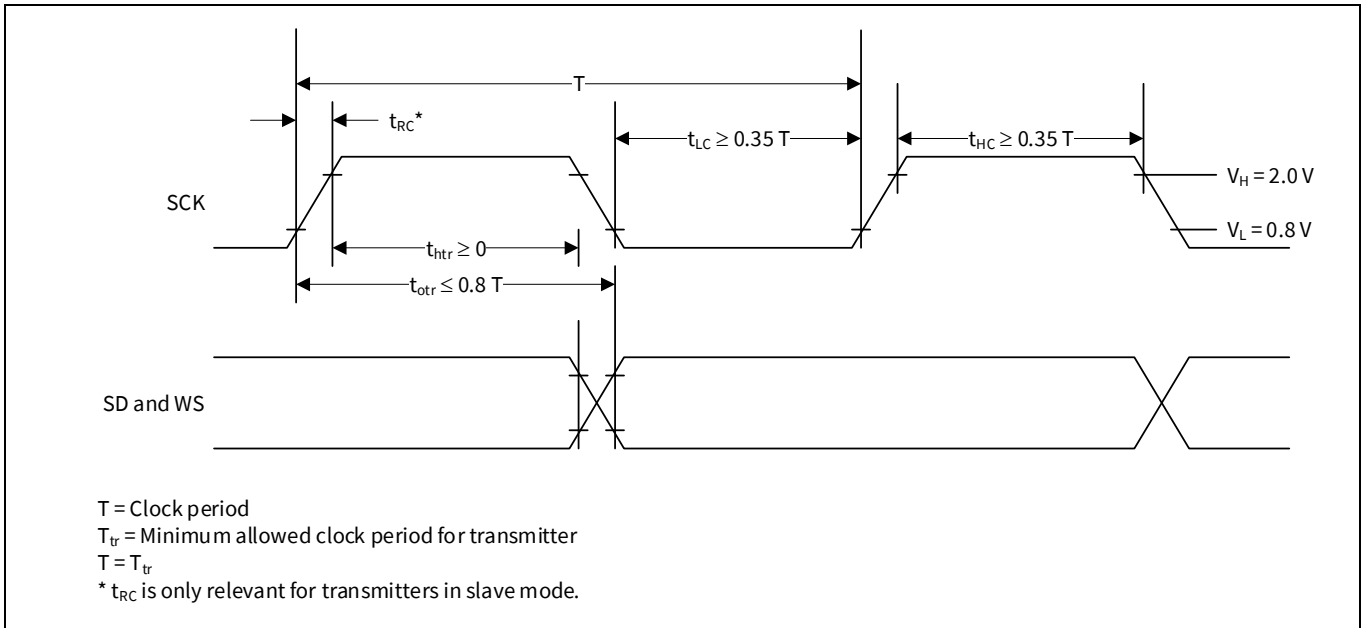 T
t_RC*
t_LC ≥ 0.35 T
t_HC ≥ 0.35 T
V_H = 2.0 V
SCK
V_L = 0.8 V
t_htr ≥ 0
t_otr ≤ 0.8 T
SD and WS
T = Clock period
T_tr = Minimum allowed clock period for transmitter
T = T_tr
* t_RC is only relevant for transmitters in slave mode.